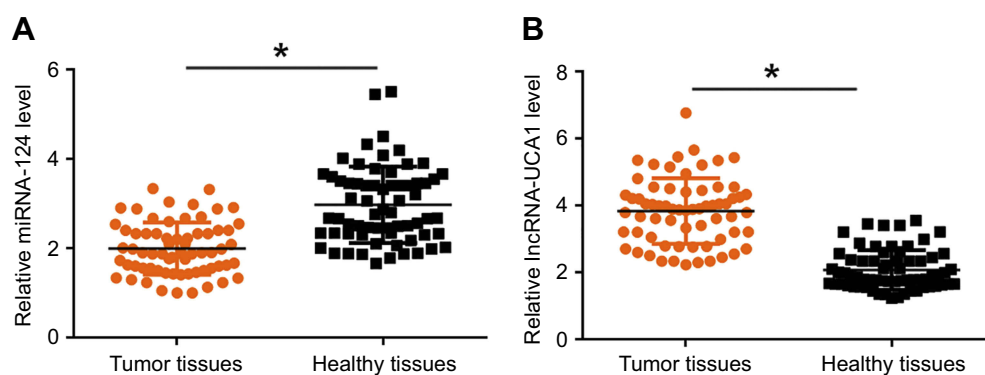 A
Relative miRNA-124 level
6
4
2
0
*
Tumor tissues
Healthy tissues
B
Relative lncRNA-UCA1 level
8
6
4
2
0
*
Tumor tissues
Healthy tissues